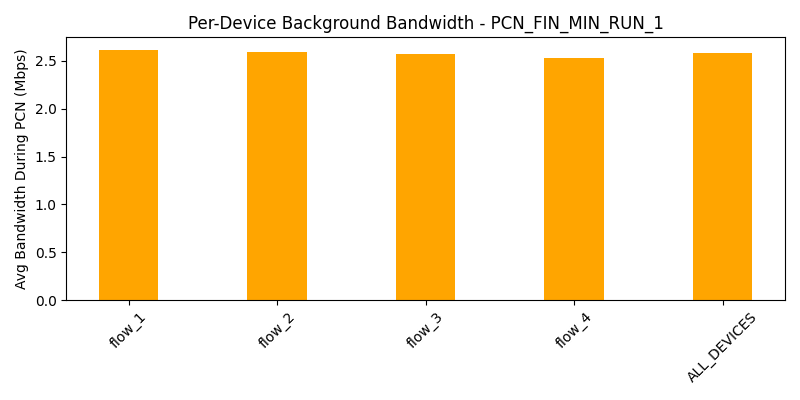 Per-Device Background Bandwidth - PCN_FIN_MIN_RUN_1
Avg Bandwidth During PCN (Mbps)
2.5
2.0
1.5
1.0
0.5
0.0
flow_1
flow_2
flow_3
flow_4
ALL_DEVICES